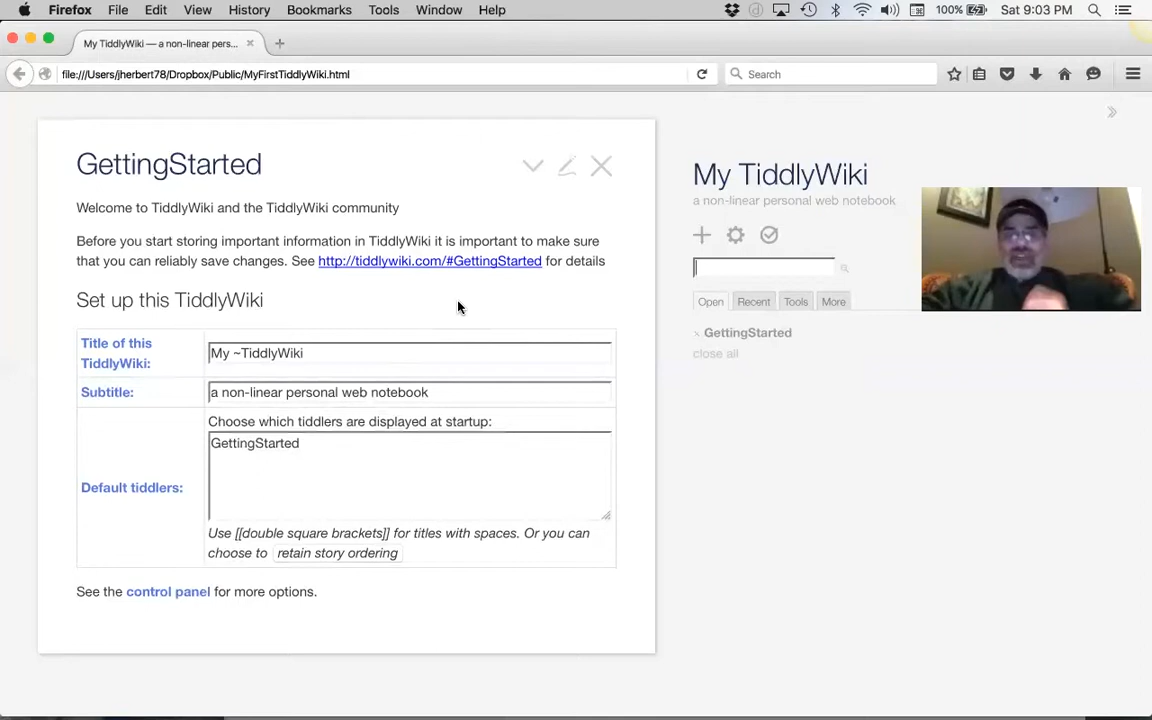 Firefox File Edit View History Bookmarks Tools Window Help 100% Sat 9:03 PM
My TiddlyWiki — a non-linear pers...
file:///Users/jherbert78/Dropbox/Public/MyFirstTiddlyWiki.html
Search
GettingStarted
Welcome to TiddlyWiki and the TiddlyWiki community
Before you start storing important information in TiddlyWiki it is important to make sure
that you can reliably save changes. See http://tiddlywiki.com/#GettingStarted for details
Set up this TiddlyWiki
Title of this
TiddlyWiki:
My ~TiddlyWiki
Subtitle:
a non-linear personal web notebook
Default tiddlers:
Choose which tiddlers are displayed at startup:
GettingStarted
Use [[double square brackets]] for titles with spaces. Or you can
choose to retain story ordering
See the control panel for more options.
My TiddlyWiki
a non-linear personal web notebook
Open Recent Tools More
GettingStarted
close all